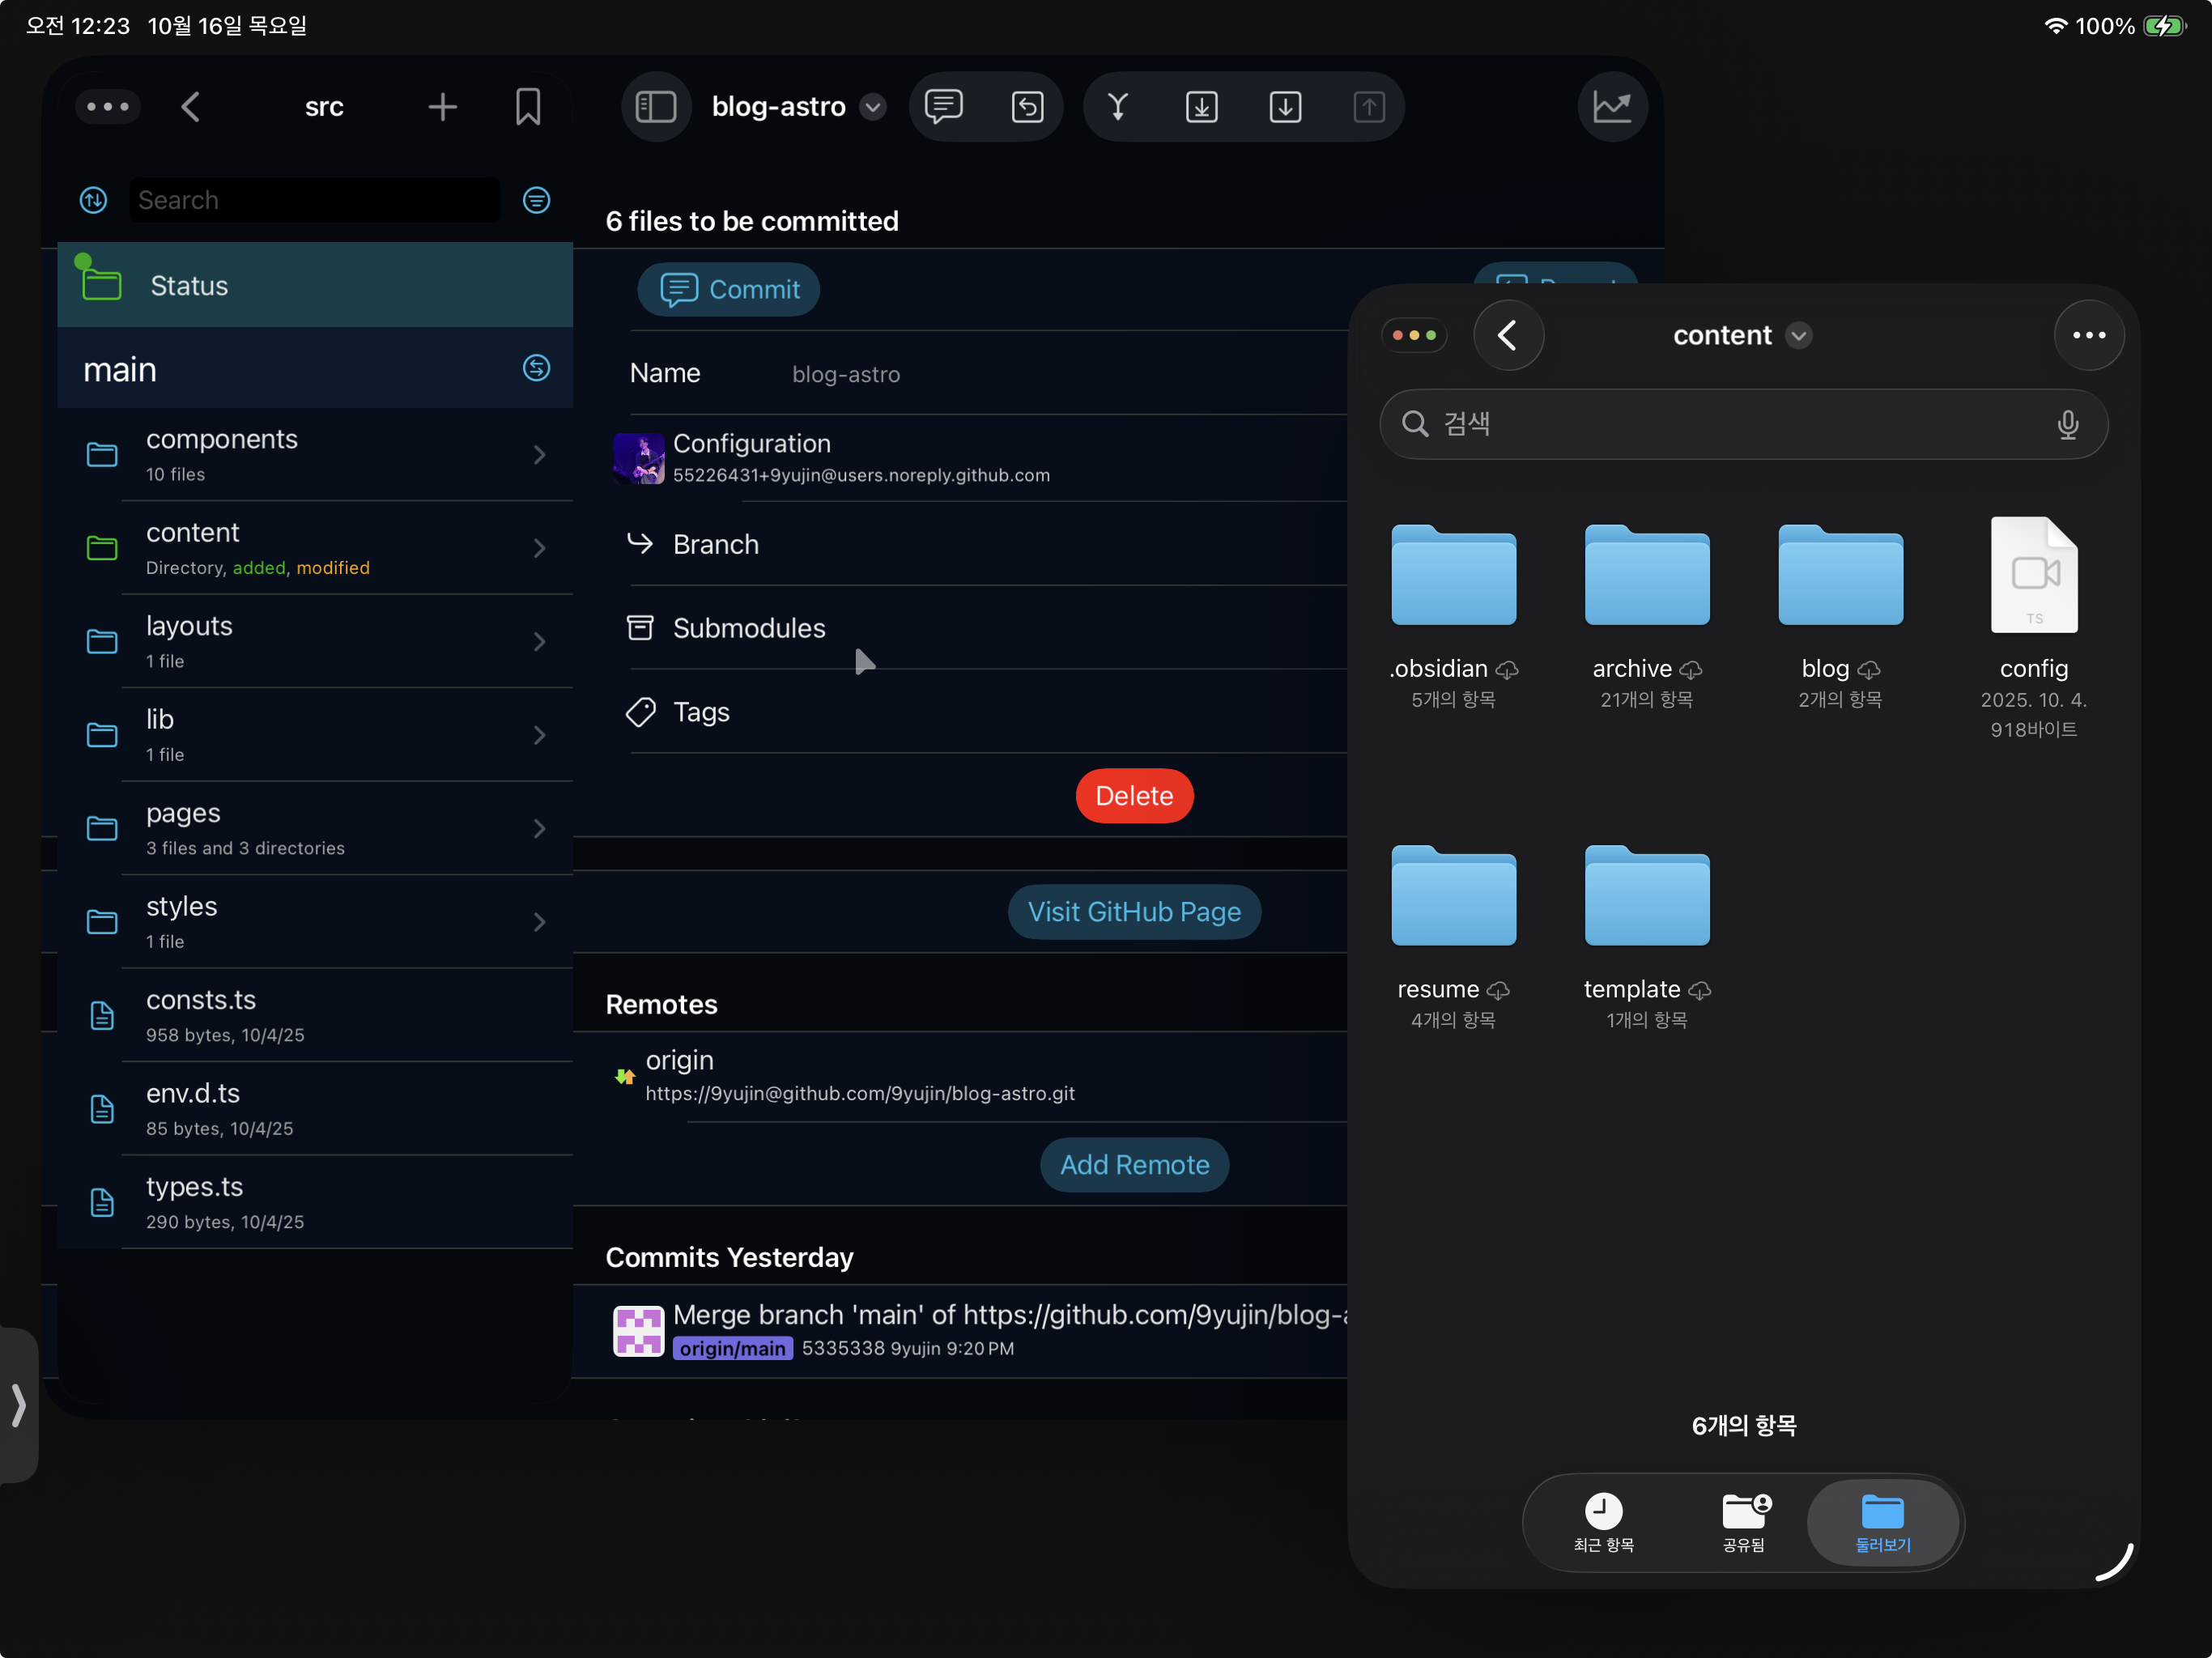 오전 12:23 10월 16일 목요일
100%
src
blog-astro
Search
Status
main
components
10 files
content
Directory, added, modified
layouts
1 file
lib
1 file
pages
3 files and 3 directories
styles
1 file
consts.ts
958 bytes, 10/4/25
env.d.ts
85 bytes, 10/4/25
types.ts
290 bytes, 10/4/25
6 files to be committed
Commit
Name blog-astro
Configuration
55226431+9yujin@users.noreply.github.com
Branch
Submodules
Tags
Delete
Visit GitHub Page
Remotes
origin
https://9yujin@github.com/9yujin/blog-astro.git
Add Remote
Commits Yesterday
Merge branch 'main' of https://github.com/9yujin/blog-a
origin/main 5335338 9yujin 9:20 PM
content
검색
.obsidian
5개의 항목
archive
21개의 항목
blog
2개의 항목
TS
config
2025. 10. 4.
918바이트
resume
4개의 항목
template
1개의 항목
6개의 항목
최근 항목
공유됨
둘러보기